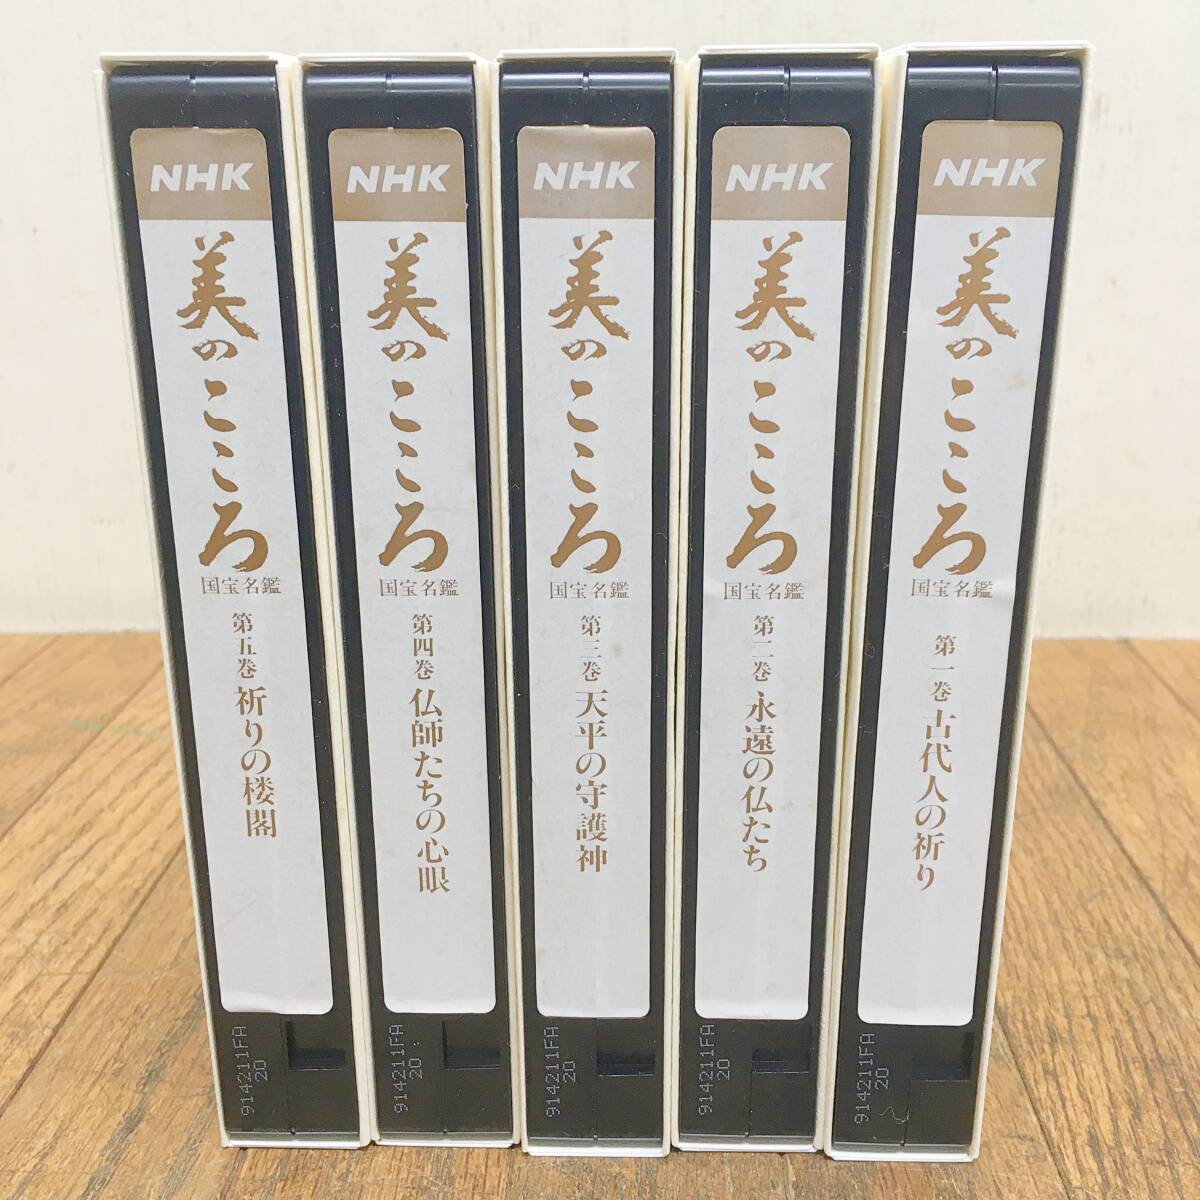 NHK
美のこころ
国宝名鑑
第五巻 祈りの楼閣
914211FA
20
NHK
美のこころ
国宝名鑑
第四巻 仏師たちの心眼
914211FA
20
NHK
美のこころ
国宝名鑑
第三巻 天平の守護神
914211FA
20
NHK
美のこころ
国宝名鑑
第二巻 永遠の仏たち
914211FA
20
NHK
美のこころ
国宝名鑑
第一巻 古代人の祈り
914211FA
20